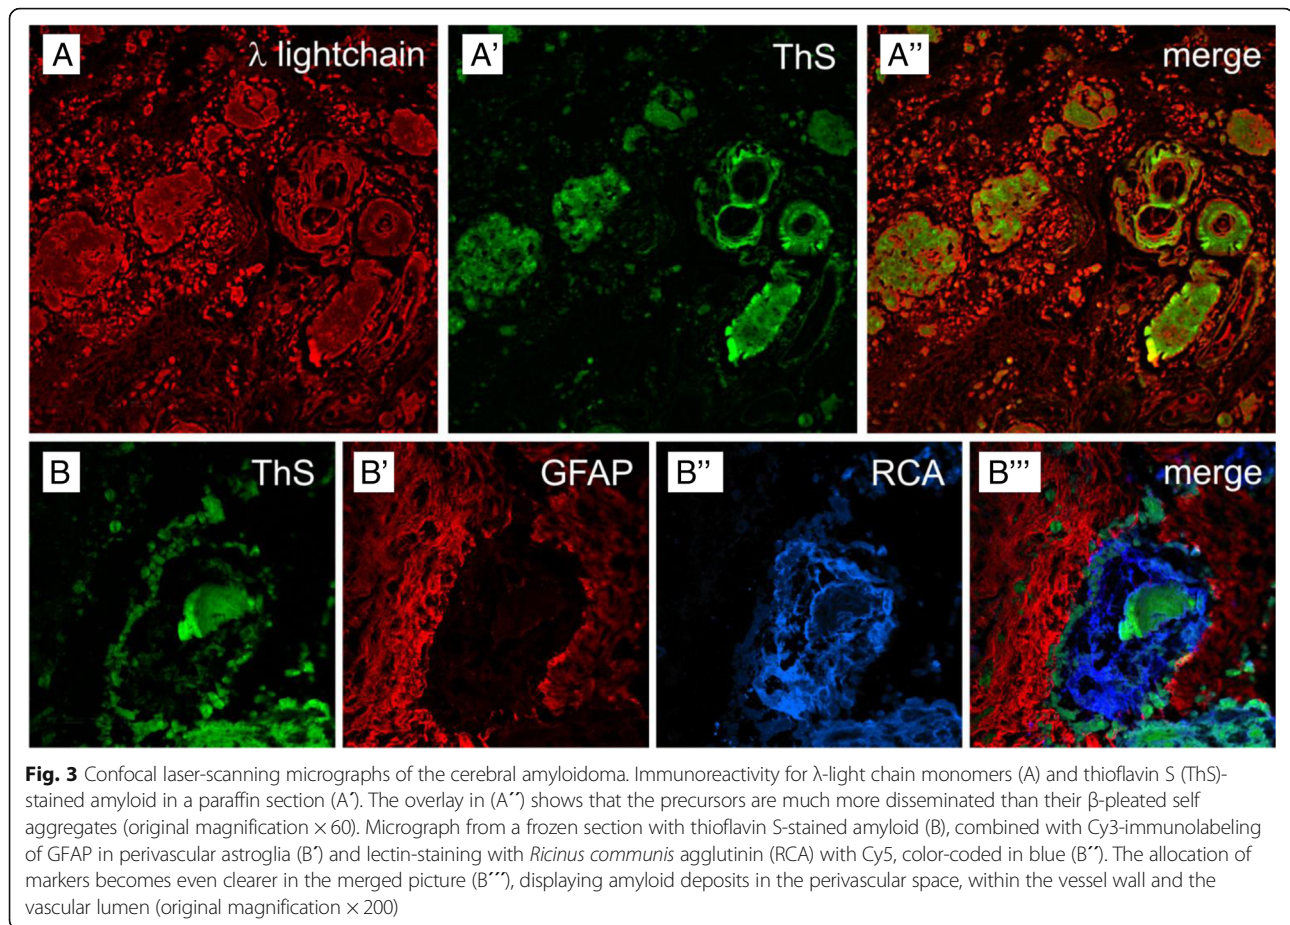 A λ lightchain A’ ThS A’’ merge
B ThS B’ GFAP B’’ RCA B’’’ merge
Fig. 3 Confocal laser-scanning micrographs of the cerebral amyloidoma. Immunoreactivity for λ-light chain monomers (A) and thioflavin S (ThS)-
stained amyloid in a paraffin section (A´). The overlay in (A´´) shows that the precursors are much more disseminated than their β-pleated self
aggregates (original magnification × 60). Micrograph from a frozen section with thioflavin S-stained amyloid (B), combined with Cy3-immunolabeling
of GFAP in perivascular astroglia (B´) and lectin-staining with Ricinus communis agglutinin (RCA) with Cy5, color-coded in blue (B´´). The allocation of
markers becomes even clearer in the merged picture (B´´´), displaying amyloid deposits in the perivascular space, within the vessel wall and the
vascular lumen (original magnification × 200)